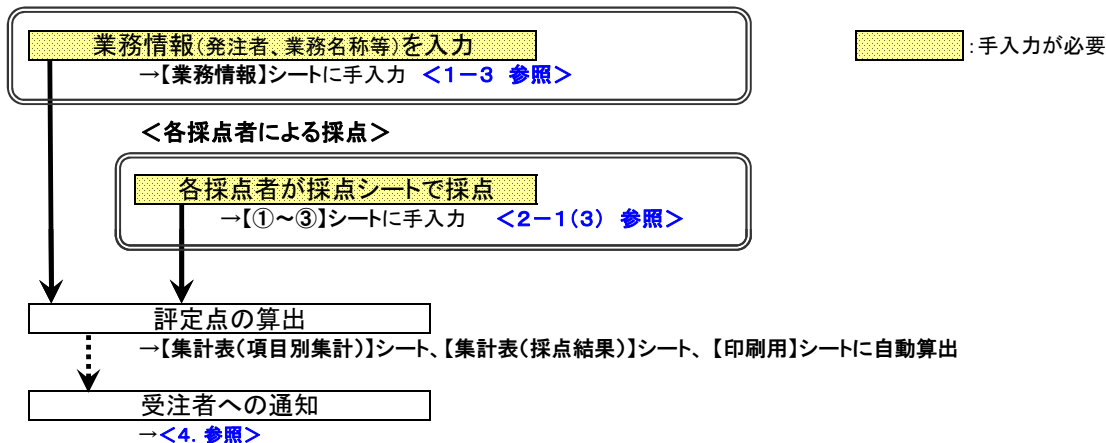 業務情報(発注者、業務名称等)を入力
:手入力が必要
→【業務情報】シートに手入力 <1-3 参照>
<各採点者による採点>
各採点者が採点シートで採点
→【①~③】シートに手入力 <2-1(3) 参照>
評定点の算出
→【集計表(項目別集計)】シート、【集計表(採点結果)】シート、【印刷用】シートに自動算出
受注者への通知
→<4. 参照>